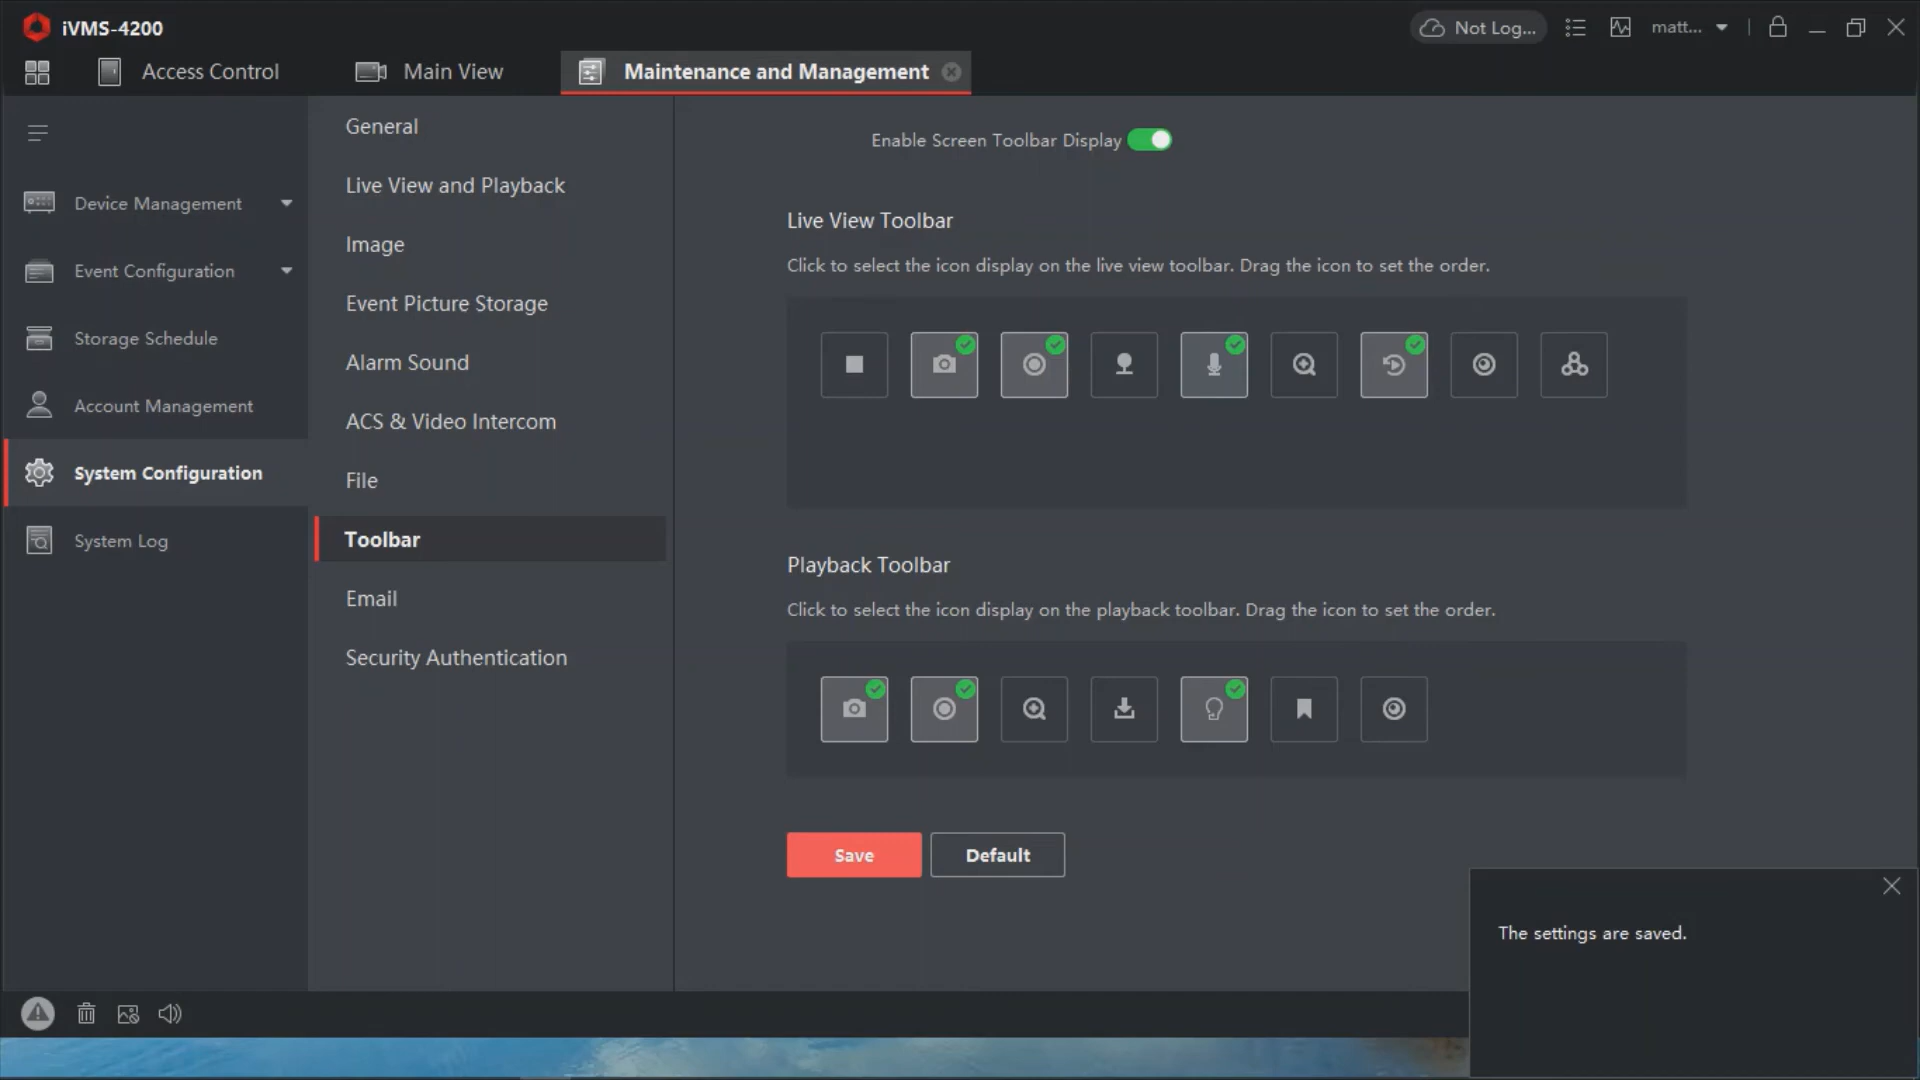 iVMS-4200
Not Log...
matt...
Access Control
Main View
Maintenance and Management
Device Management
Event Configuration
Storage Schedule
Account Management
System Configuration
System Log
General
Live View and Playback
Image
Event Picture Storage
Alarm Sound
ACS & Video Intercom
File
Toolbar
Email
Security Authentication
Enable Screen Toolbar Display
Live View Toolbar
Click to select the icon display on the live view toolbar. Drag the icon to set the order.
Playback Toolbar
Click to select the icon display on the playback toolbar. Drag the icon to set the order.
Save
Default
The settings are saved.